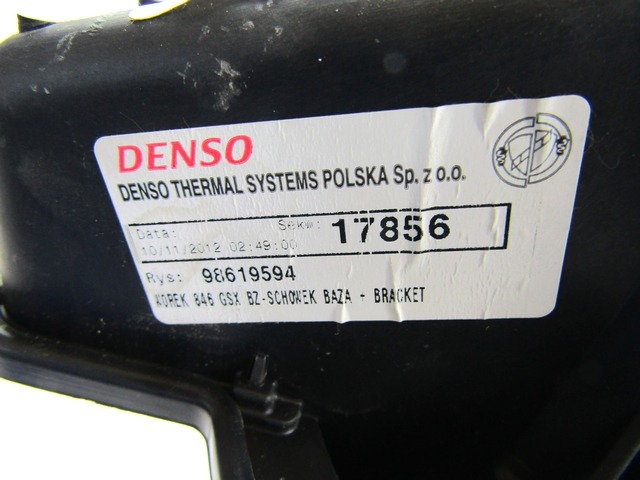 DENSO
DENSO THERMAL SYSTEMS POLSKA Sp. z o.o.
Data: Sekw: 17856
10/11/2012 02:49:00
Rys: 98619594
WOREK 846 GSX BZ-SCHOWEK BAZA + BRACKET